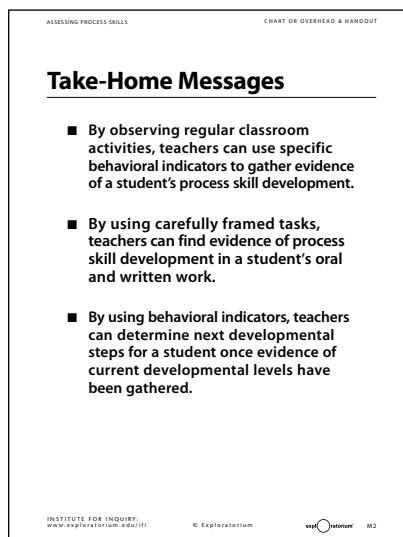 ASSESSING PROCESS SKILLS
CHART OR OVERHEAD & HANDOUT
Take-Home Messages
■ By observing regular classroom
activities, teachers can use specific
behavioral indicators to gather evidence
of a student's process skill development.
■ By using carefully framed tasks,
teachers can find evidence of process
skill development in a student's oral
and written work.
■ By using behavioral indicators, teachers
can determine next developmental
steps for a student once evidence of
current developmental levels have
been gathered.
INSTITUTE FOR INQUIRY:
www.exploratorium.edu/ifi
© Exploratorium
exploratorium
M2